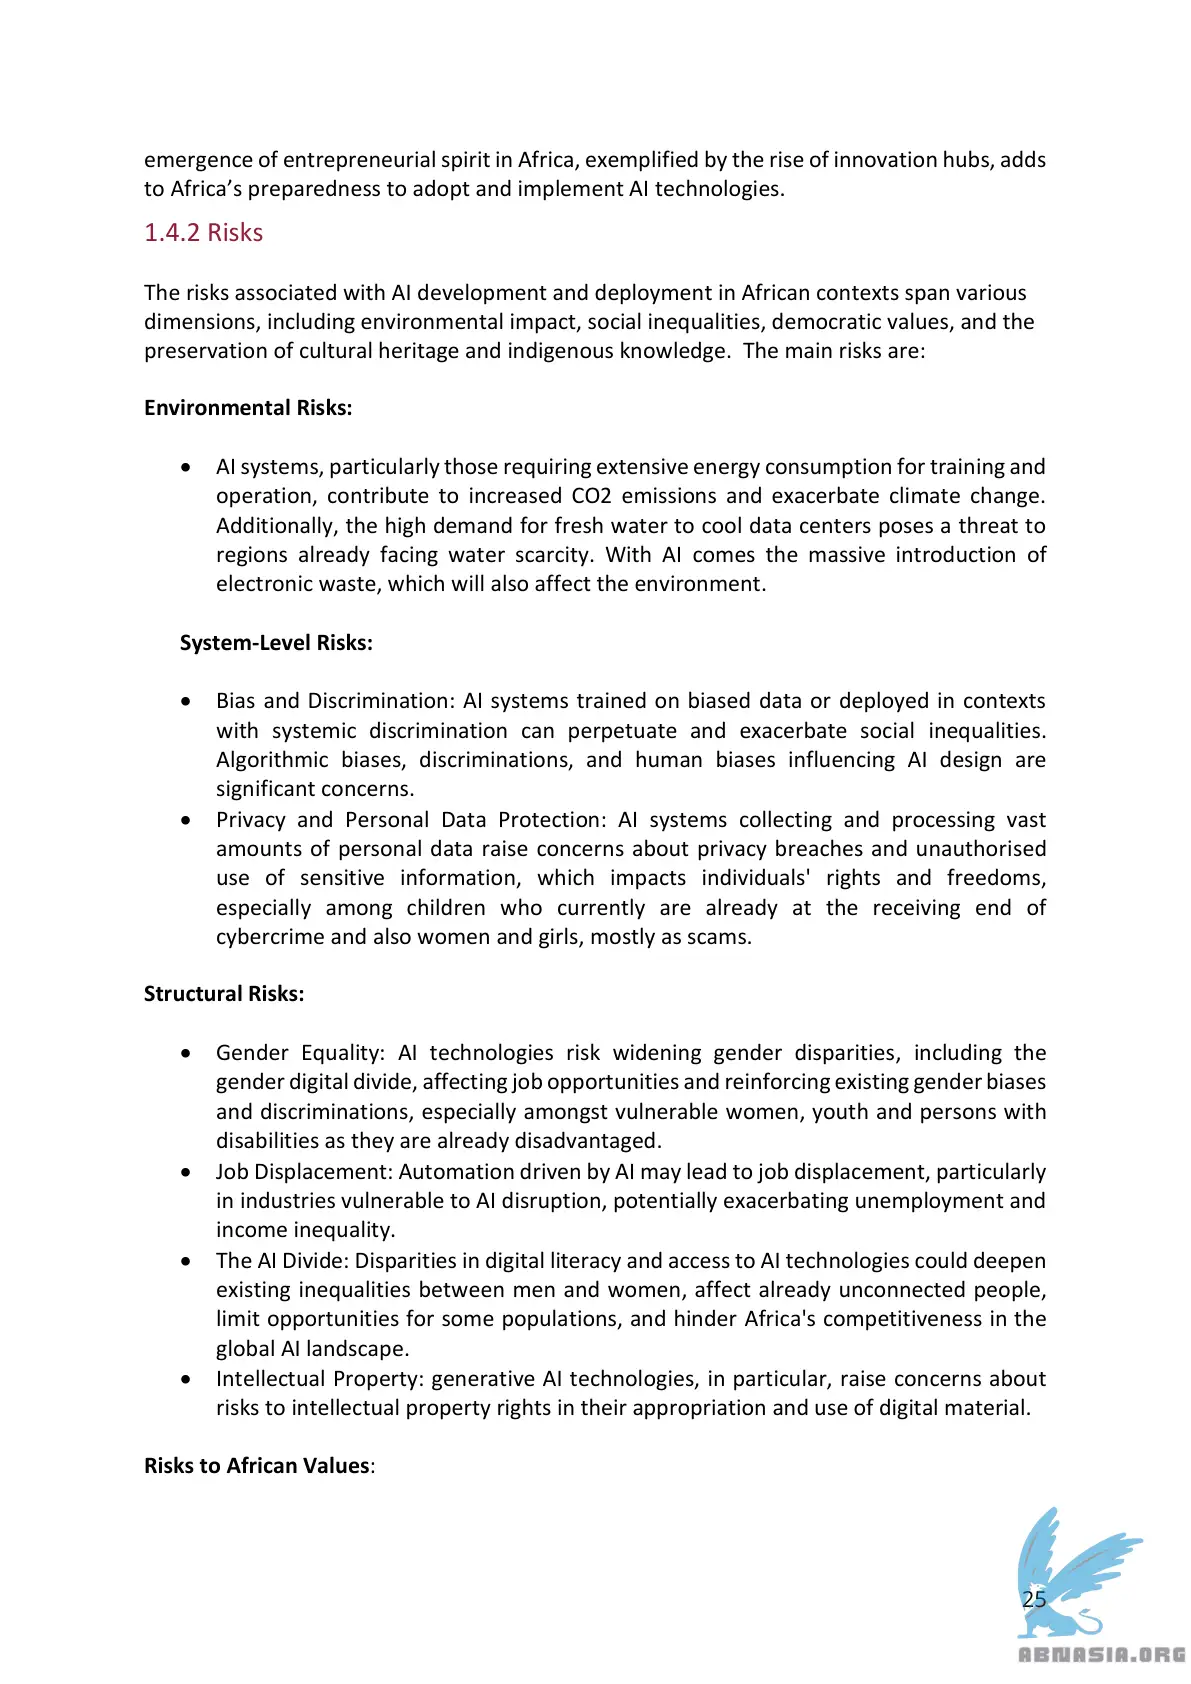 emergence of entrepreneurial spirit in Africa, exemplified by the rise of innovation hubs, adds
to Africa’s preparedness to adopt and implement AI technologies.
1.4.2 Risks
The risks associated with AI development and deployment in African contexts span various
dimensions, including environmental impact, social inequalities, democratic values, and the
preservation of cultural heritage and indigenous knowledge.  The main risks are:
Environmental Risks:
• AI systems, particularly those requiring extensive energy consumption for training and
operation, contribute to increased CO2 emissions and exacerbate climate change.
Additionally, the high demand for fresh water to cool data centers poses a threat to
regions already facing water scarcity. With AI comes the massive introduction of
electronic waste, which will also affect the environment.
System-Level Risks:
• Bias and Discrimination: AI systems trained on biased data or deployed in contexts
with systemic discrimination can perpetuate and exacerbate social inequalities.
Algorithmic biases, discriminations, and human biases influencing AI design are
significant concerns.
• Privacy and Personal Data Protection: AI systems collecting and processing vast
amounts of personal data raise concerns about privacy breaches and unauthorised
use of sensitive information, which impacts individuals' rights and freedoms,
especially among children who currently are already at the receiving end of
cybercrime and also women and girls, mostly as scams.
Structural Risks:
• Gender Equality: AI technologies risk widening gender disparities, including the
gender digital divide, affecting job opportunities and reinforcing existing gender biases
and discriminations, especially amongst vulnerable women, youth and persons with
disabilities as they are already disadvantaged.
• Job Displacement: Automation driven by AI may lead to job displacement, particularly
in industries vulnerable to AI disruption, potentially exacerbating unemployment and
income inequality.
• The AI Divide: Disparities in digital literacy and access to AI technologies could deepen
existing inequalities between men and women, affect already unconnected people,
limit opportunities for some populations, and hinder Africa's competitiveness in the
global AI landscape.
• Intellectual Property: generative AI technologies, in particular, raise concerns about
risks to intellectual property rights in their appropriation and use of digital material.
Risks to African Values:
25
ABNASIA.ORG